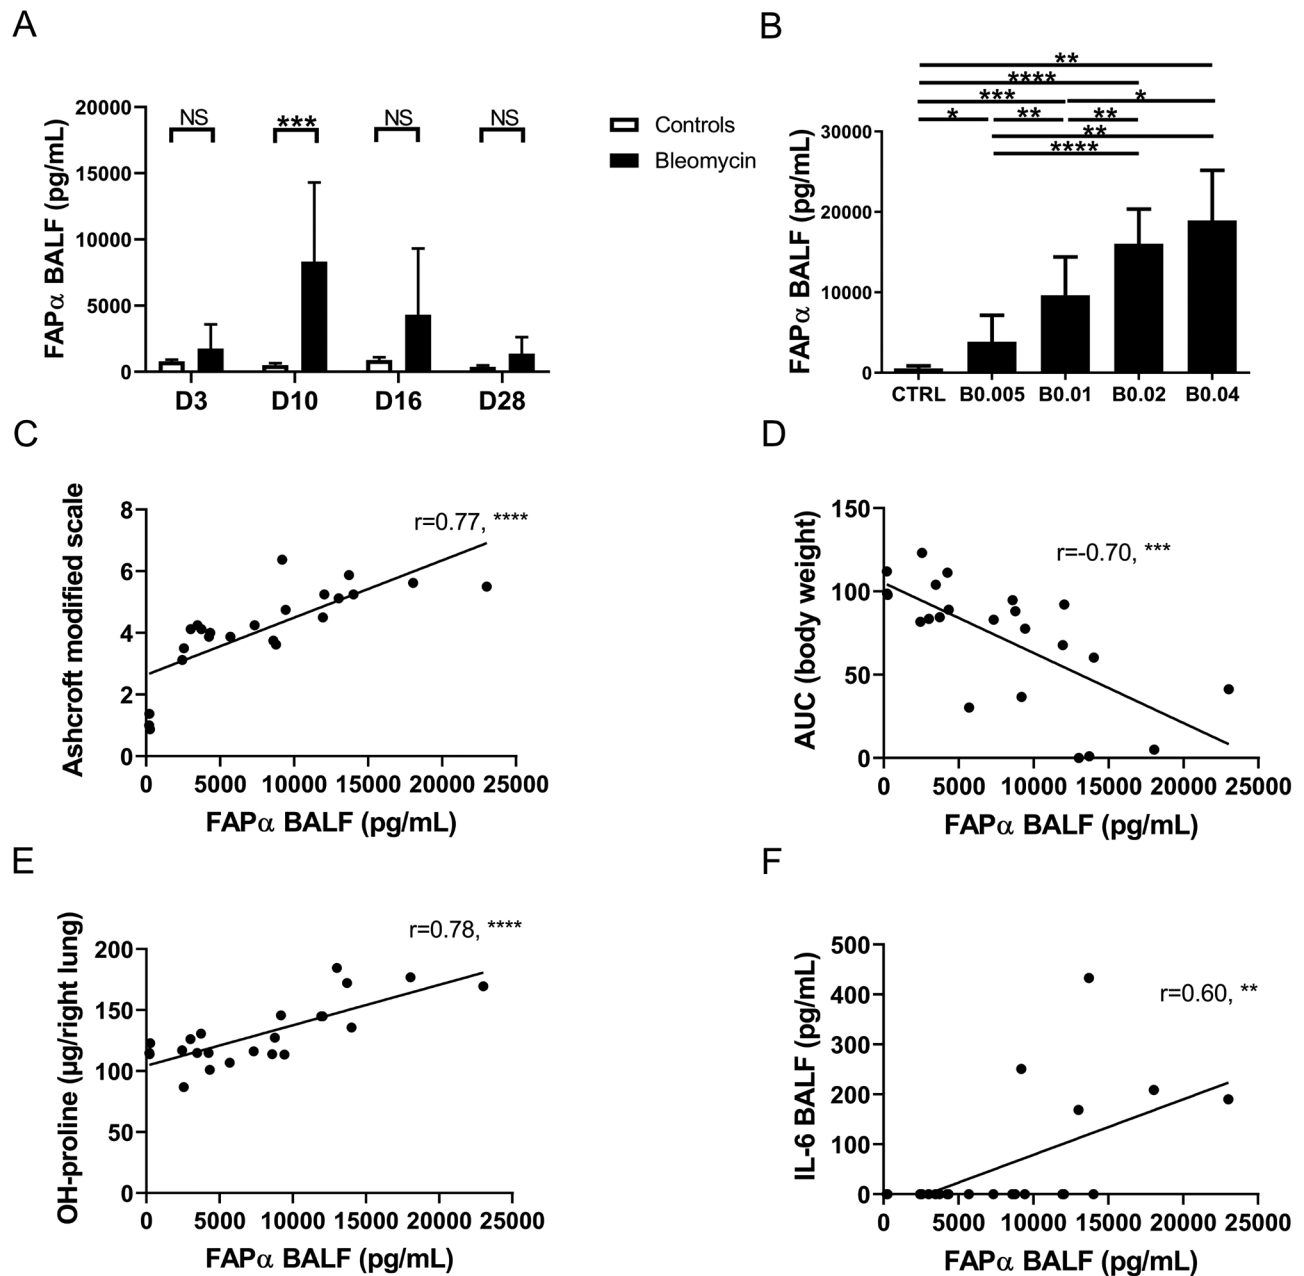 A
FAPα BALF (pg/mL)
20000
15000
10000
5000
0
NS
***
NS
NS
D3
D10
D16
D28
Controls
Bleomycin
B
FAPα BALF (pg/mL)
30000
20000
10000
0
**
****
***
*
*
**
**
**
****
CTRL
B0.005
B0.01
B0.02
B0.04
C
Ashcroft modified scale
8
6
4
2
0
r=0.77, ****
0
5000
10000
15000
20000
25000
FAPα BALF (pg/mL)
D
AUC (body weight)
150
100
50
0
r=-0.70, ***
0
5000
10000
15000
20000
25000
FAPα BALF (pg/mL)
E
OH-proline (µg/right lung)
200
150
100
50
0
r=0.78, ****
0
5000
10000
15000
20000
25000
FAPα BALF (pg/mL)
F
IL-6 BALF (pg/mL)
500
400
300
200
100
0
r=0.60, **
0
5000
10000
15000
20000
25000
FAPα BALF (pg/mL)